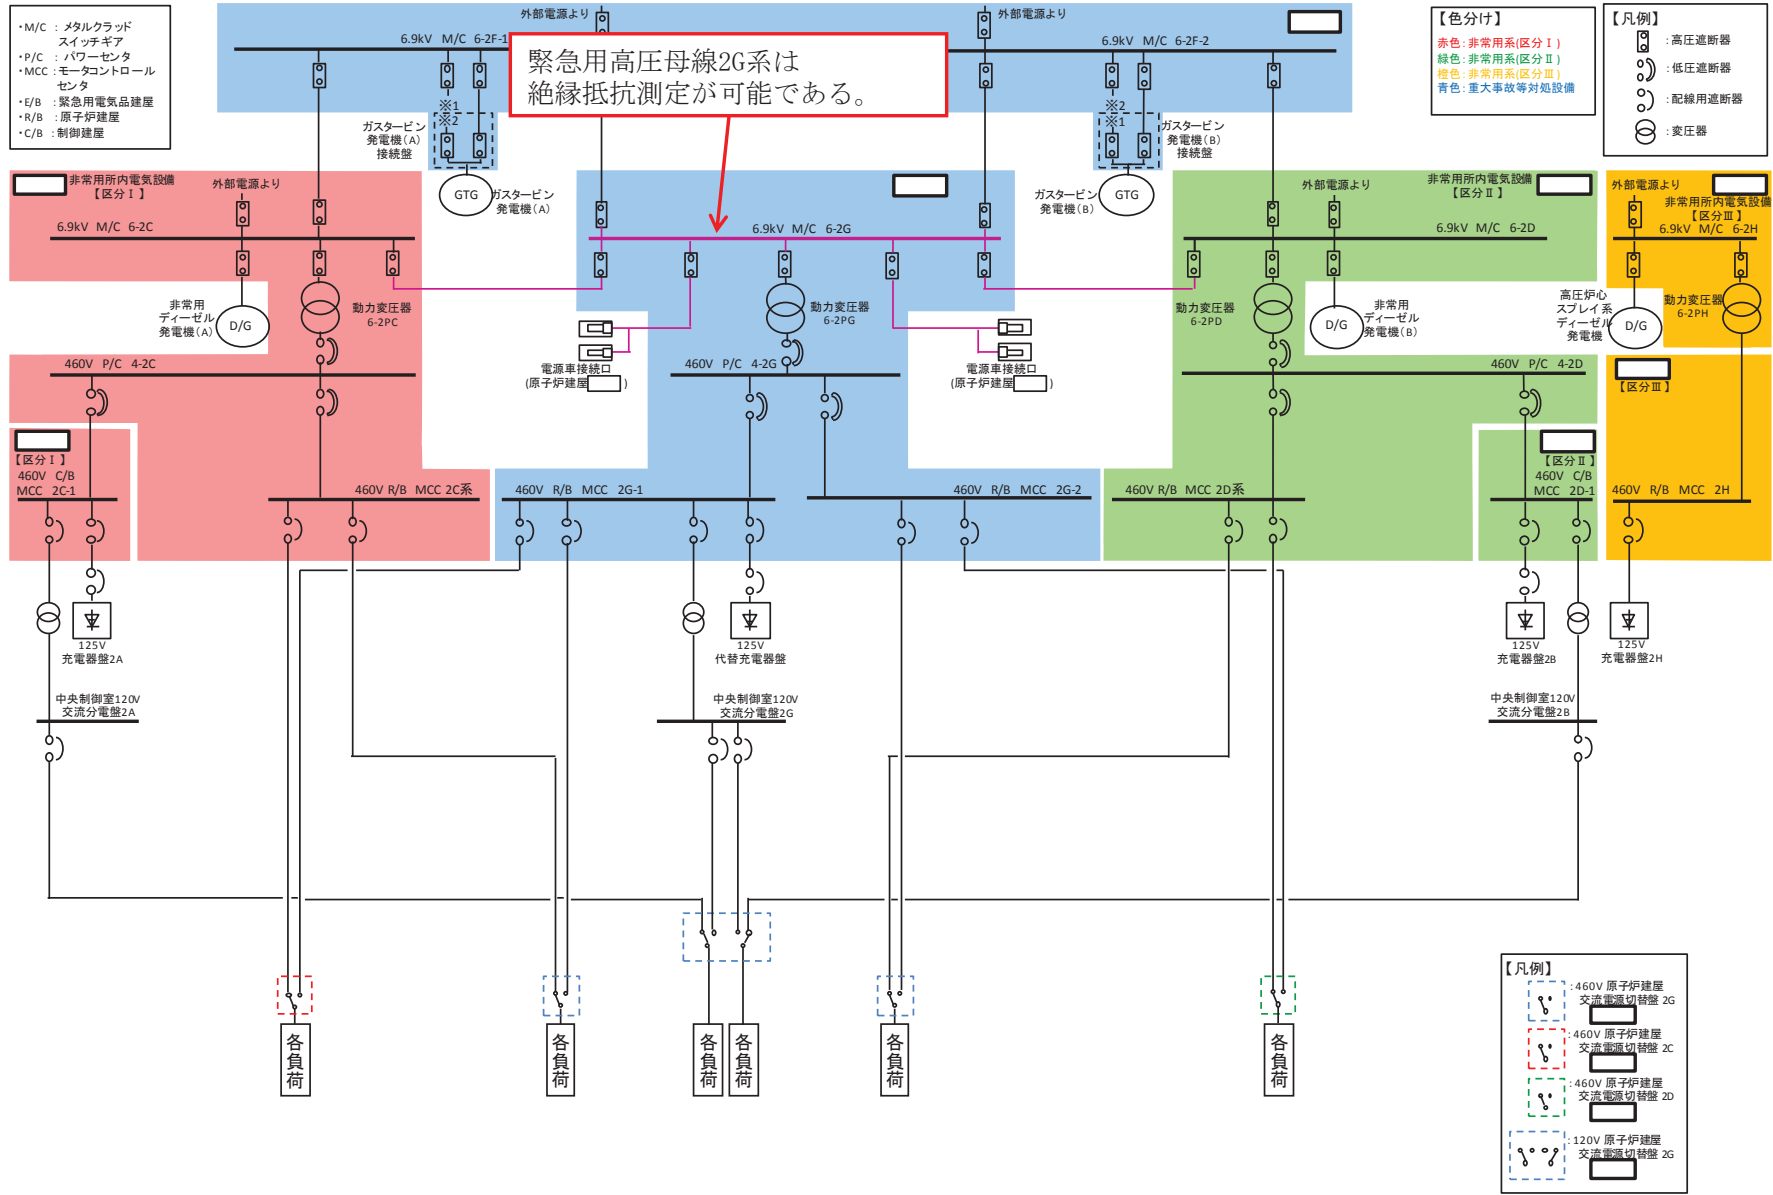 ・M/C ： メタルクラッド
スイッチギア
・P/C ： パワーセンタ
・MCC：モータコントロール
センタ
・E/B ：緊急用電気品建屋
・R/B ：原子炉建屋
・C/B ：制御建屋
外部電源より
外部電源より
6.9kV M/C 6-2F-1
6.9kV M/C 6-2F-2
緊急用高圧母線2G系は
絶縁抵抗測定が可能である。
【色分け】
赤色：非常用系(区分Ⅰ)
緑色：非常用系(区分Ⅱ)
橙色：非常用系(区分Ⅲ)
青色：重大事故等対処設備
【凡例】
：高圧遮断器
：低圧遮断器
：配線用遮断器
：変圧器
※1
※2
ガスタービン
発電機(A)
接続盤
GTG
ガスタービン
発電機(A)
※2
※1
ガスタービン
発電機(B)
接続盤
GTG
ガスタービン
発電機(B)
非常用所内電気設備
【区分Ⅰ】
外部電源より
6.9kV M/C 6-2C
非常用
ディーゼル
発電機(A)
D/G
動力変圧器
6-2PC
460V P/C 4-2C
6.9kV M/C 6-2G
動力変圧器
6-2PG
電源車接続口
(原子炉建屋 )
460V P/C 4-2G
電源車接続口
(原子炉建屋 )
外部電源より
非常用所内電気設備
【区分Ⅱ】
6.9kV M/C 6-2D
動力変圧器
6-2PD
D/G
非常用
ディーゼル
発電機(B)
460V P/C 4-2D
外部電源より
非常用所内電気設備
【区分Ⅲ】
6.9kV M/C 6-2H
高圧炉心
スプレイ系
ディーゼル
発電機
D/G
動力変圧器
6-2PH
【区分Ⅲ】
【区分Ⅰ】
460V C/B
MCC 2C-1
460V R/B MCC 2C系
460V R/B MCC 2G-1
460V R/B MCC 2G-2
460V R/B MCC 2D系
【区分Ⅱ】
460V C/B
MCC 2D-1
460V R/B MCC 2H
125V
充電器盤2A
125V
代替充電器盤
125V
充電器盤2B
125V
充電器盤2H
中央制御室120V
交流分電盤2A
中央制御室120V
交流分電盤2G
中央制御室120V
交流分電盤2B
各負荷
各負荷
各負荷
各負荷
各負荷
各負荷
【凡例】
：460V 原子炉建屋
交流電源切替盤 2G
：460V 原子炉建屋
交流電源切替盤 2C
：460V 原子炉建屋
交流電源切替盤 2D
：120V 原子炉建屋
交流電源切替盤 2G